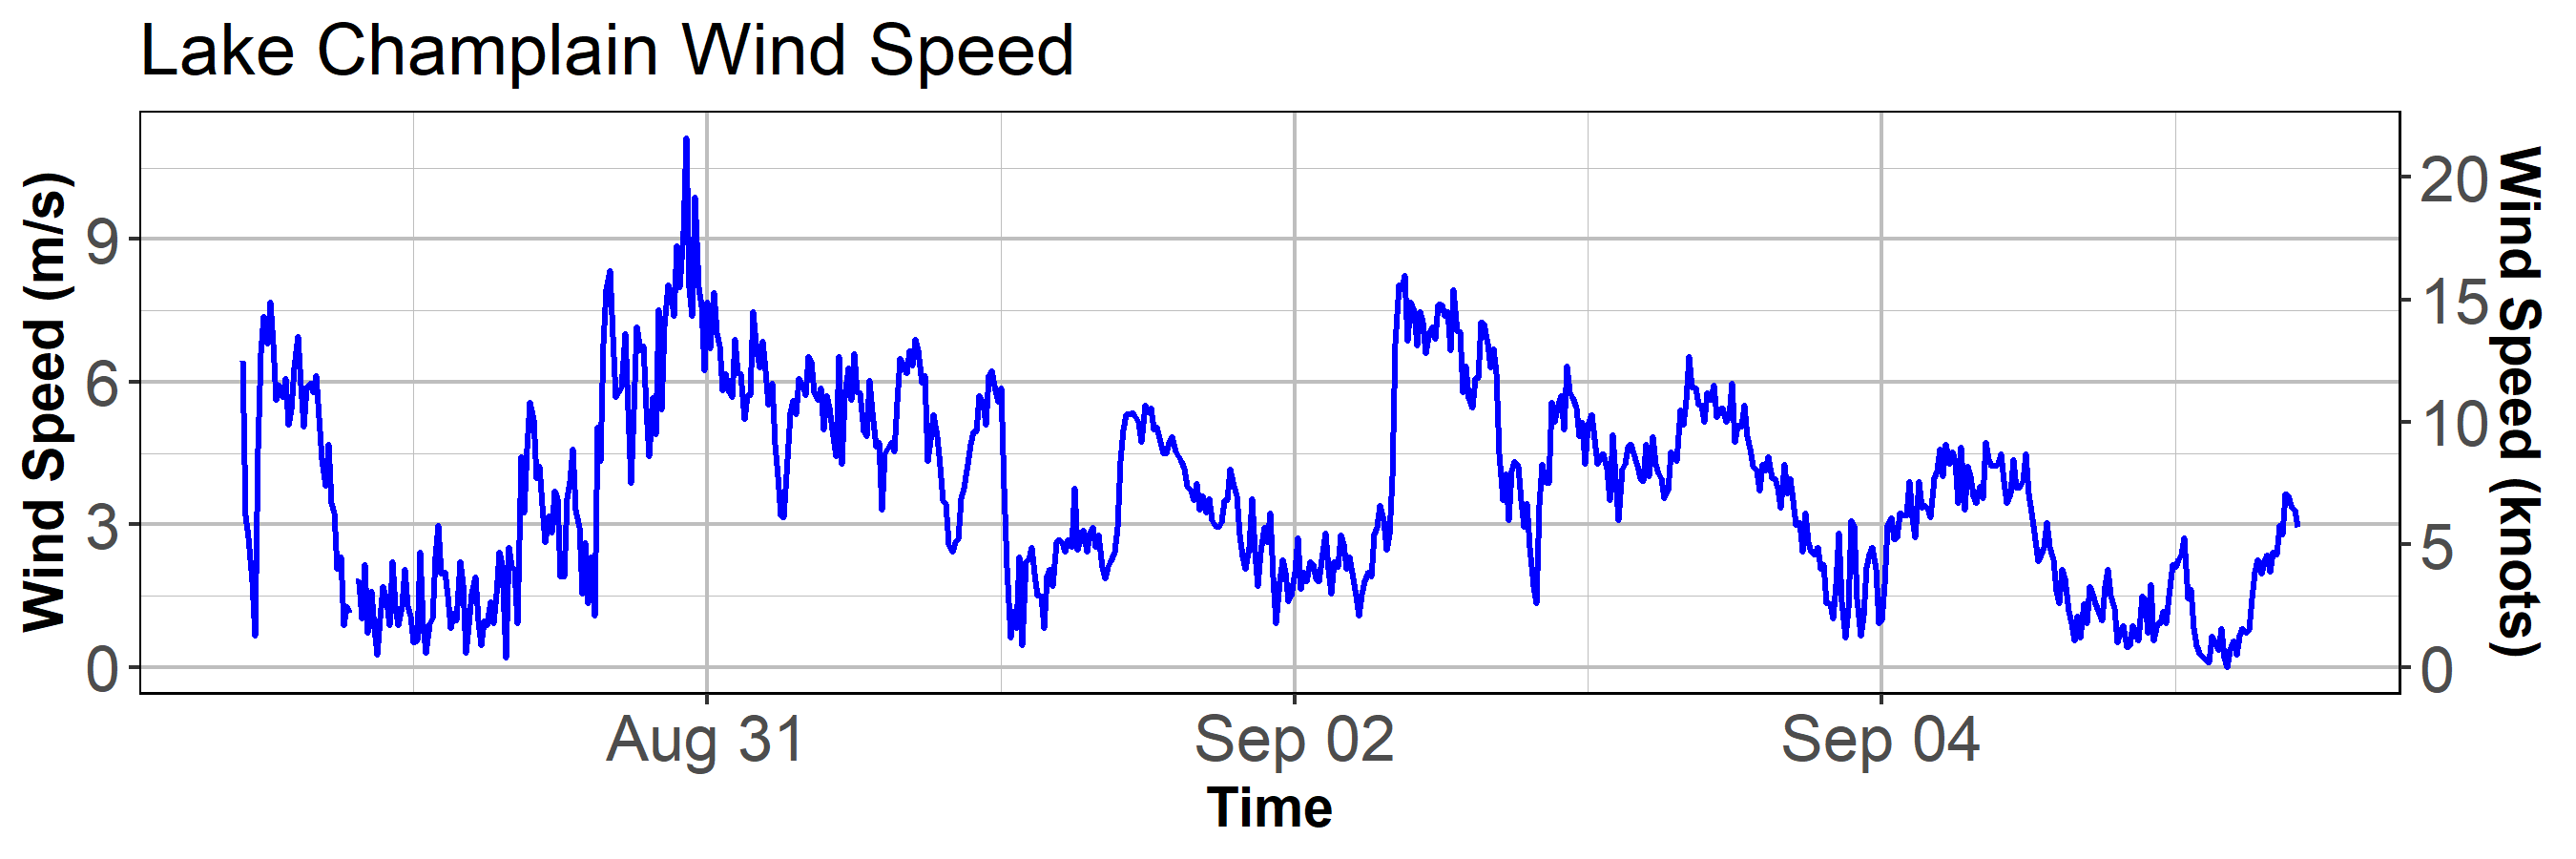 Lake Champlain Wind Speed
Wind Speed (m/s)
9
6
3
0
20
15
10
5
0
Wind Speed (knots)
Aug 31
Sep 02
Sep 04
Time